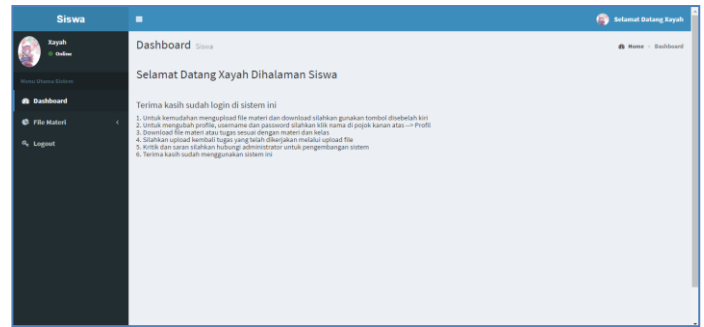 Siswa
Selamat Datang Xayah
Xayah
Online
Menu Utama Sistem
Dashboard
File Materi
Logout
Dashboard Siswa
Home > Dashboard
Selamat Datang Xayah Dihalaman Siswa
Terima kasih sudah login di sistem ini
1. Untuk kemudahan mengupload file materi dan download silahkan gunakan tombol disebelah kiri
2. Untuk mengubah profile, username dan password silahkan klik nama di pojok kanan atas --> Profil
3. Download file materi atau tugas sesuai dengan materi dan kelas
4. Silahkan upload kembali tugas yang telah dikerjakan melalui upload file
5. Kritik dan saran silahkan hubungi administrator untuk pengembangan sistem
6. Terima kasih sudah menggunakan sistem ini